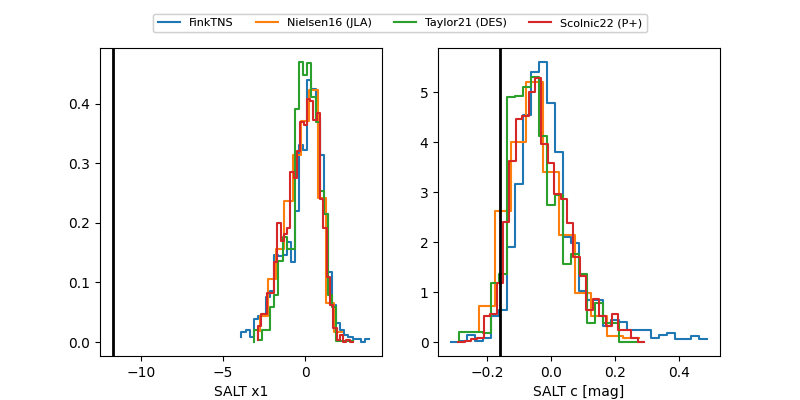 FinkTNS Nielsen16 (JLA) Taylor21 (DES) Scolnic22 (P+)
0.4
0.3
0.2
0.1
0.0
−10 −5 0
SALT x1
5
4
3
2
1
0
−0.2 0.0 0.2 0.4
SALT c [mag]